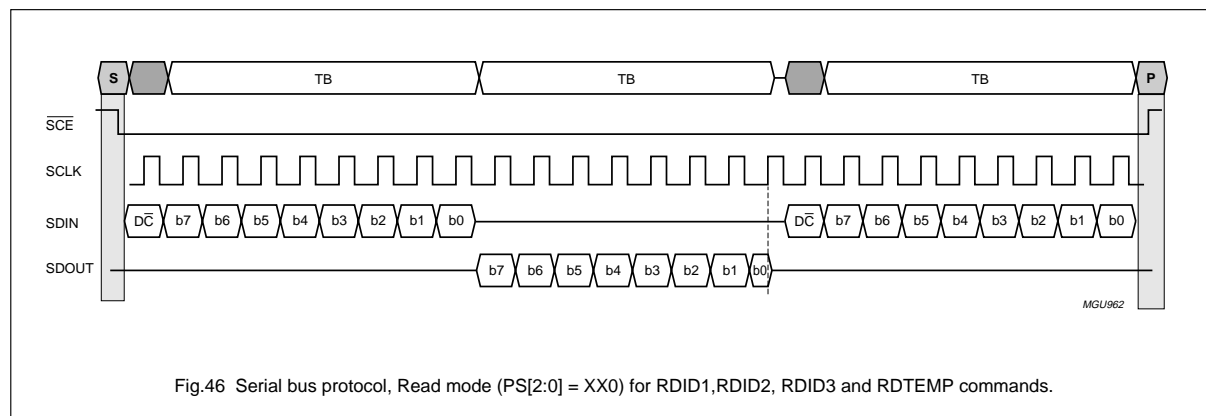 S TB TB TB P
S̅C̅E̅
SCLK
SDIN DC̅ b7 b6 b5 b4 b3 b2 b1 b0 DC̅ b7 b6 b5 b4 b3 b2 b1 b0
SDOUT b7 b6 b5 b4 b3 b2 b1 b0
MGU962
Fig.46 Serial bus protocol, Read mode (PS[2:0] = XX0) for RDID1,RDID2, RDID3 and RDTEMP commands.